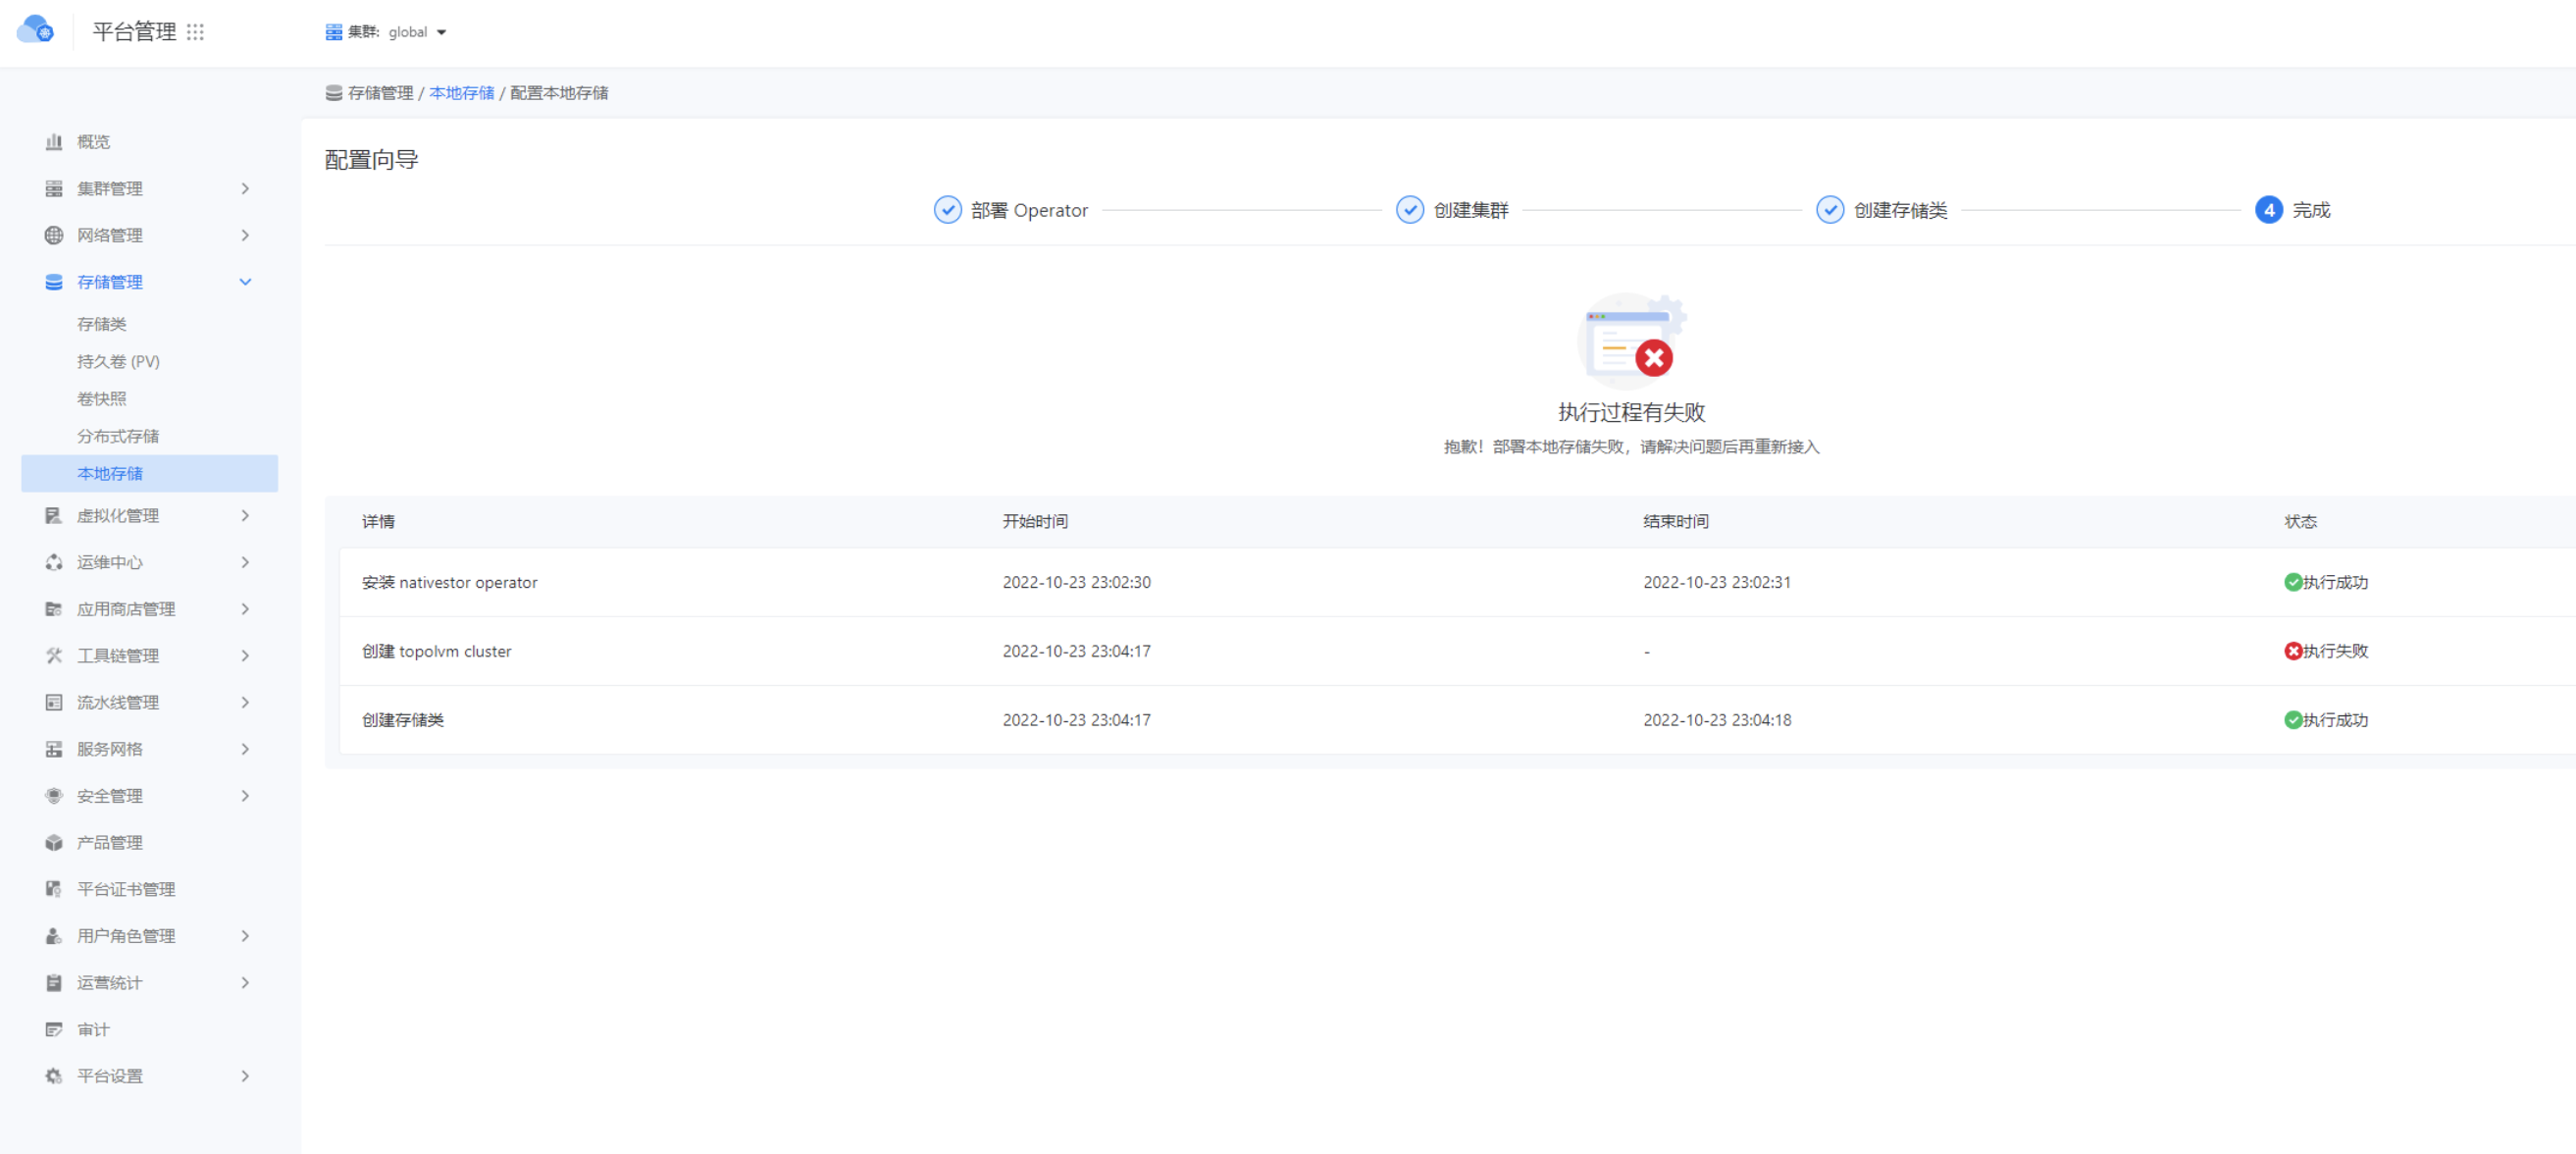 平台管理
集群: global
存储管理 / 本地存储 / 配置本地存储
概览
集群管理
网络管理
存储管理
存储类
持久卷 (PV)
卷快照
分布式存储
本地存储
虚拟化管理
运维中心
应用商店管理
工具链管理
流水线管理
服务网格
安全管理
产品管理
平台证书管理
用户角色管理
运营统计
审计
平台设置
配置向导
部署 Operator
创建集群
创建存储类
4 完成
执行过程有失败
抱歉！部署本地存储失败，请解决问题后再重新接入
详情 开始时间 结束时间 状态
安装 nativestor operator 2022-10-23 23:02:30 2022-10-23 23:02:31 执行成功
创建 topolvm cluster 2022-10-23 23:04:17 - 执行失败
创建存储类 2022-10-23 23:04:17 2022-10-23 23:04:18 执行成功